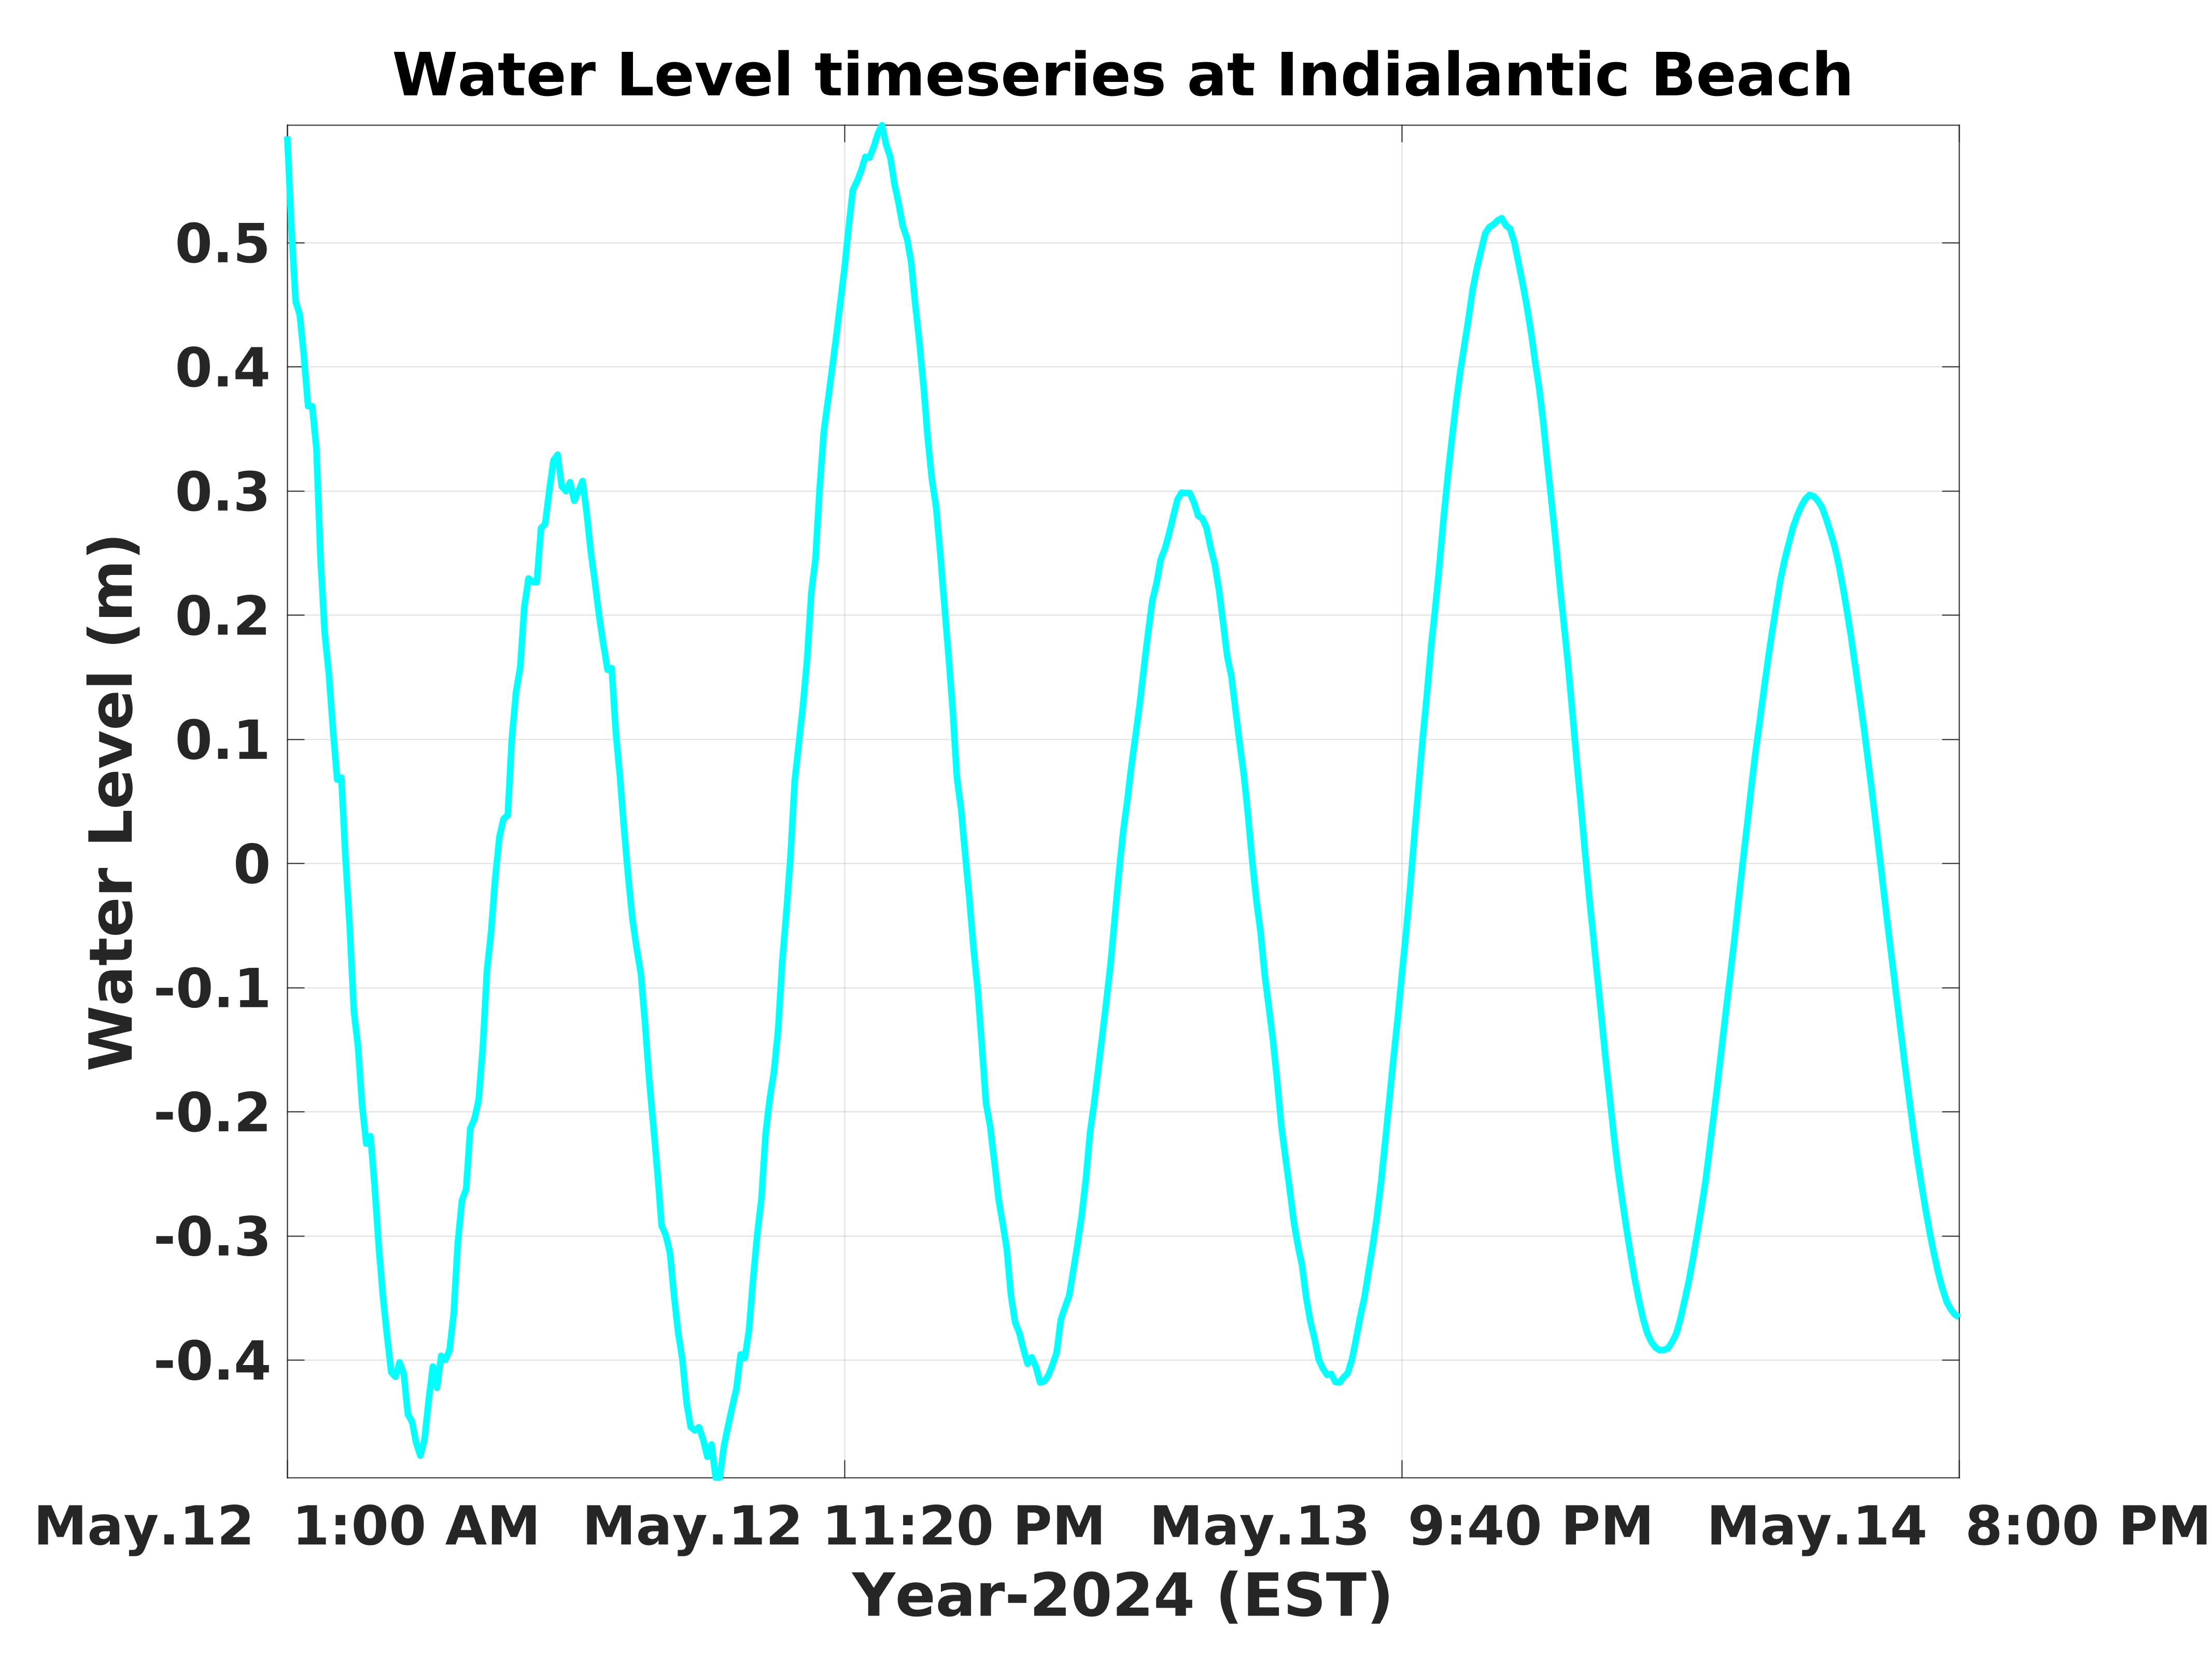 Water Level timeseries at Indialantic Beach
0.5
0.4
0.3
0.2
0.1
0
-0.1
-0.2
-0.3
-0.4
Water Level (m)
May.12 1:00 AM May.12 11:20 PM May.13 9:40 PM May.14 8:00 PM
Year-2024 (EST)